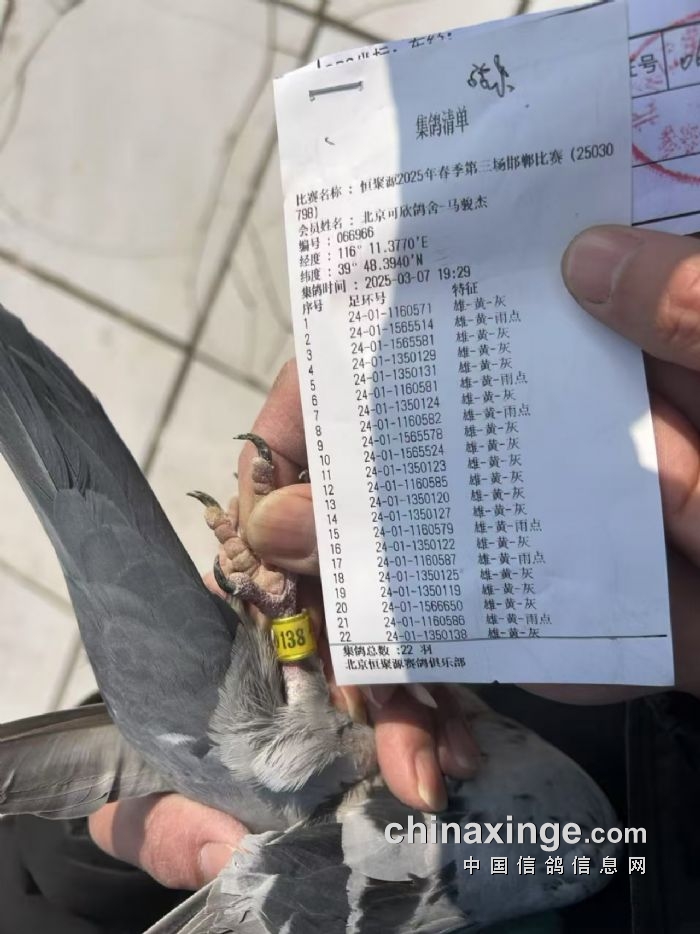 集鸽清单
比赛名称 : 恒聚源2025年春季第三场邯郸比赛 (25030
798)
会员姓名 : 北京可欣鸽舍-马骏杰
编号 : 066966
经度 : 116° 11.3770'E
纬度 : 39° 48.3940'N
集鸽时间 : 2025-03-07 19:29
序号 足环号 特征
1 24-01-1160571 雄-黄-灰
2 24-01-1565514 雄-黄-雨点
3 24-01-1565581 雄-黄-灰
4 24-01-1350129 雄-黄-灰
5 24-01-1350131 雄-黄-灰
6 24-01-1160581 雄-黄-雨点
7 24-01-1350124 雄-黄-灰
8 24-01-1160582 雄-黄-雨点
9 24-01-1565578 雄-黄-灰
10 24-01-1565524 雄-黄-灰
11 24-01-1350123 雄-黄-灰
12 24-01-1160585 雄-黄-灰
13 24-01-1350120 雄-黄-灰
14 24-01-1350127 雄-黄-灰
15 24-01-1160579 雄-黄-雨点
16 24-01-1350122 雄-黄-灰
17 24-01-1160587 雄-黄-雨点
18 24-01-1350125 雄-黄-灰
19 24-01-1350119 雄-黄-灰
20 24-01-1566650 雄-黄-灰
21 24-01-1160586 雄-黄-雨点
22 24-01-1350138 雄-黄-灰
集鸽总数 :22 羽
北京恒聚源赛鸽俱乐部
138
chinaxinge.com
中国信鸽信息网